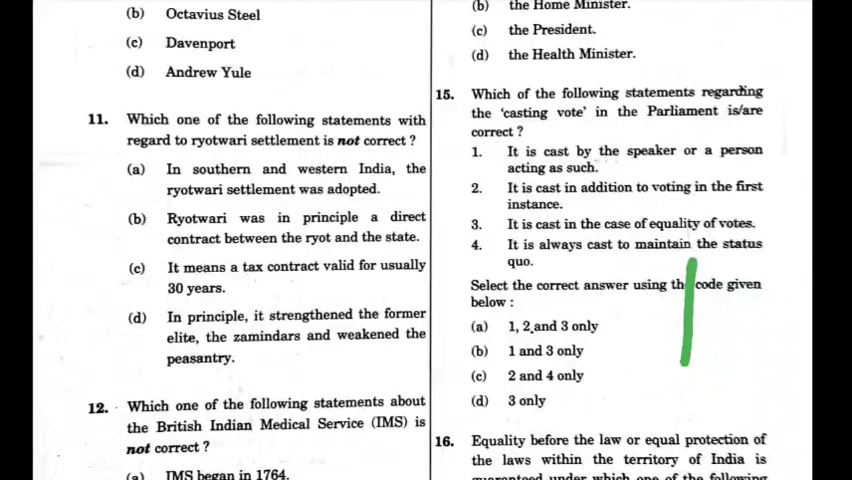 (b) Octavius Steel
(c) Davenport
(d) Andrew Yule
11. Which one of the following statements with
regard to ryotwari settlement is not correct ?
(a) In southern and western India, the
ryotwari settlement was adopted.
(b) Ryotwari was in principle a direct
contract between the ryot and the state.
(c) It means a tax contract valid for usually
30 years.
(d) In principle, it strengthened the former
elite, the zamindars and weakened the
peasantry.
12. Which one of the following statements about
the British Indian Medical Service (IMS) is
not correct ?
(a) IMS began in 1764.
(b) the Home Minister.
(c) the President.
(d) the Health Minister.
15. Which of the following statements regarding
the 'casting vote' in the Parliament is/are
correct ?
1. It is cast by the speaker or a person
acting as such.
2. It is cast in addition to voting in the first
instance.
3. It is cast in the case of equality of votes.
4. It is always cast to maintain the status
quo.
Select the correct answer using the code given
below :
(a) 1, 2 and 3 only
(b) 1 and 3 only
(c) 2 and 4 only
(d) 3 only
16. Equality before the law or equal protection of
the laws within the territory of India is
guaranteed under which one of the following